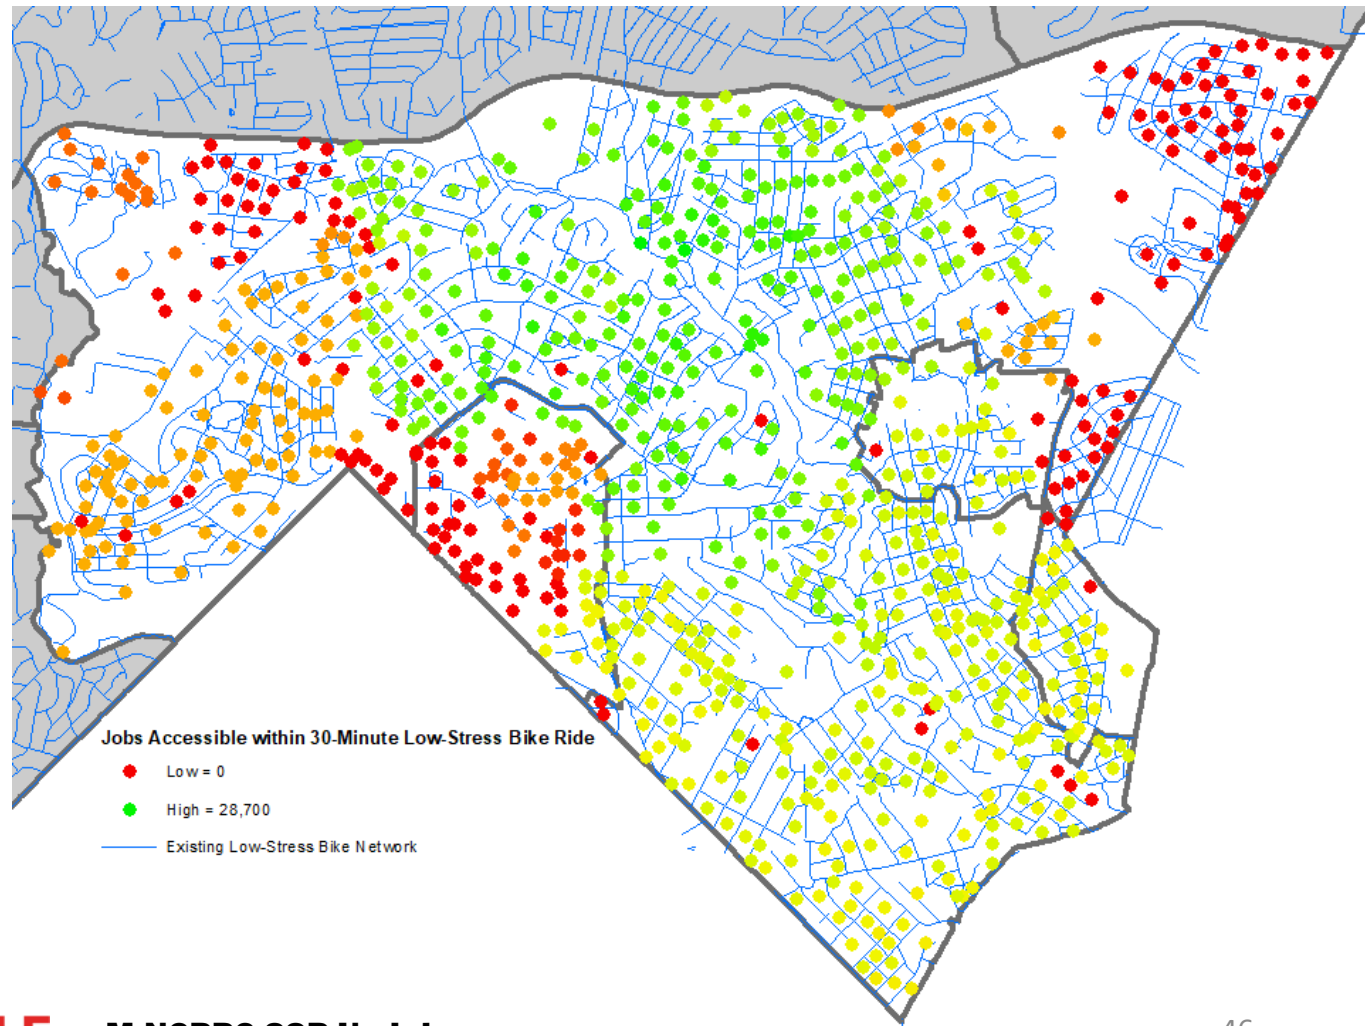 Jobs Accessible within 30-Minute Low-Stress Bike Ride
Low = 0
High = 28,700
Existing Low-Stress Bike Network